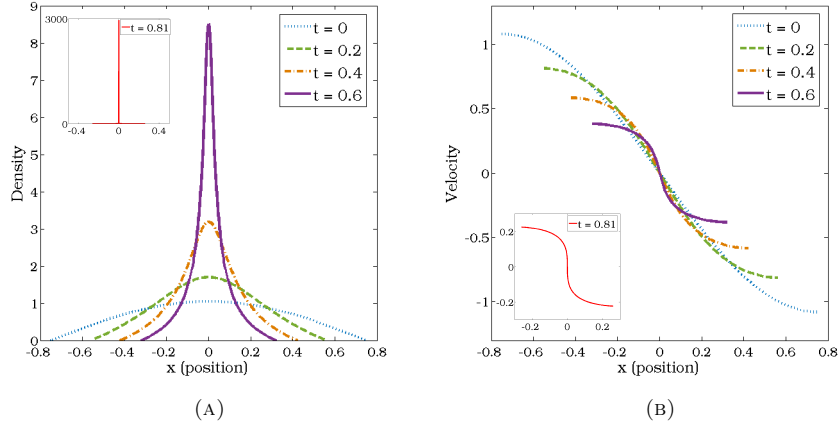 9
8
7
6
5
4
3
2
1
0
Density
3000
0
-0.4
0
0.4
t = 0.81
t = 0
t = 0.2
t = 0.4
t = 0.6
-0.8
-0.6
-0.4
-0.2
0
0.2
0.4
0.6
0.8
x (position)
(A)
1
0.5
0
-0.5
-1
Velocity
t = 0
t = 0.2
t = 0.4
t = 0.6
t = 0.81
0.2
0
-0.2
-0.2
0
0.2
-0.8
-0.6
-0.4
-0.2
0
0.2
0.4
0.6
0.8
x (position)
(B)